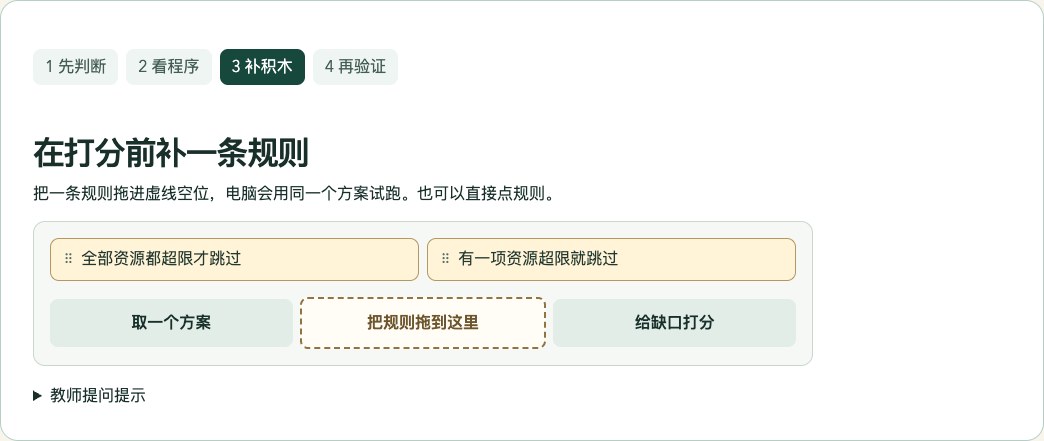 1 先判断 2 看程序 3 补积木 4 再验证
在打分前补一条规则
把一条规则拖进虚线空位，电脑会用同一个方案试跑。也可以直接点规则。
全部资源都超限才跳过 有一项资源超限就跳过
取一个方案 把规则拖到这里 给缺口打分
教师提问提示